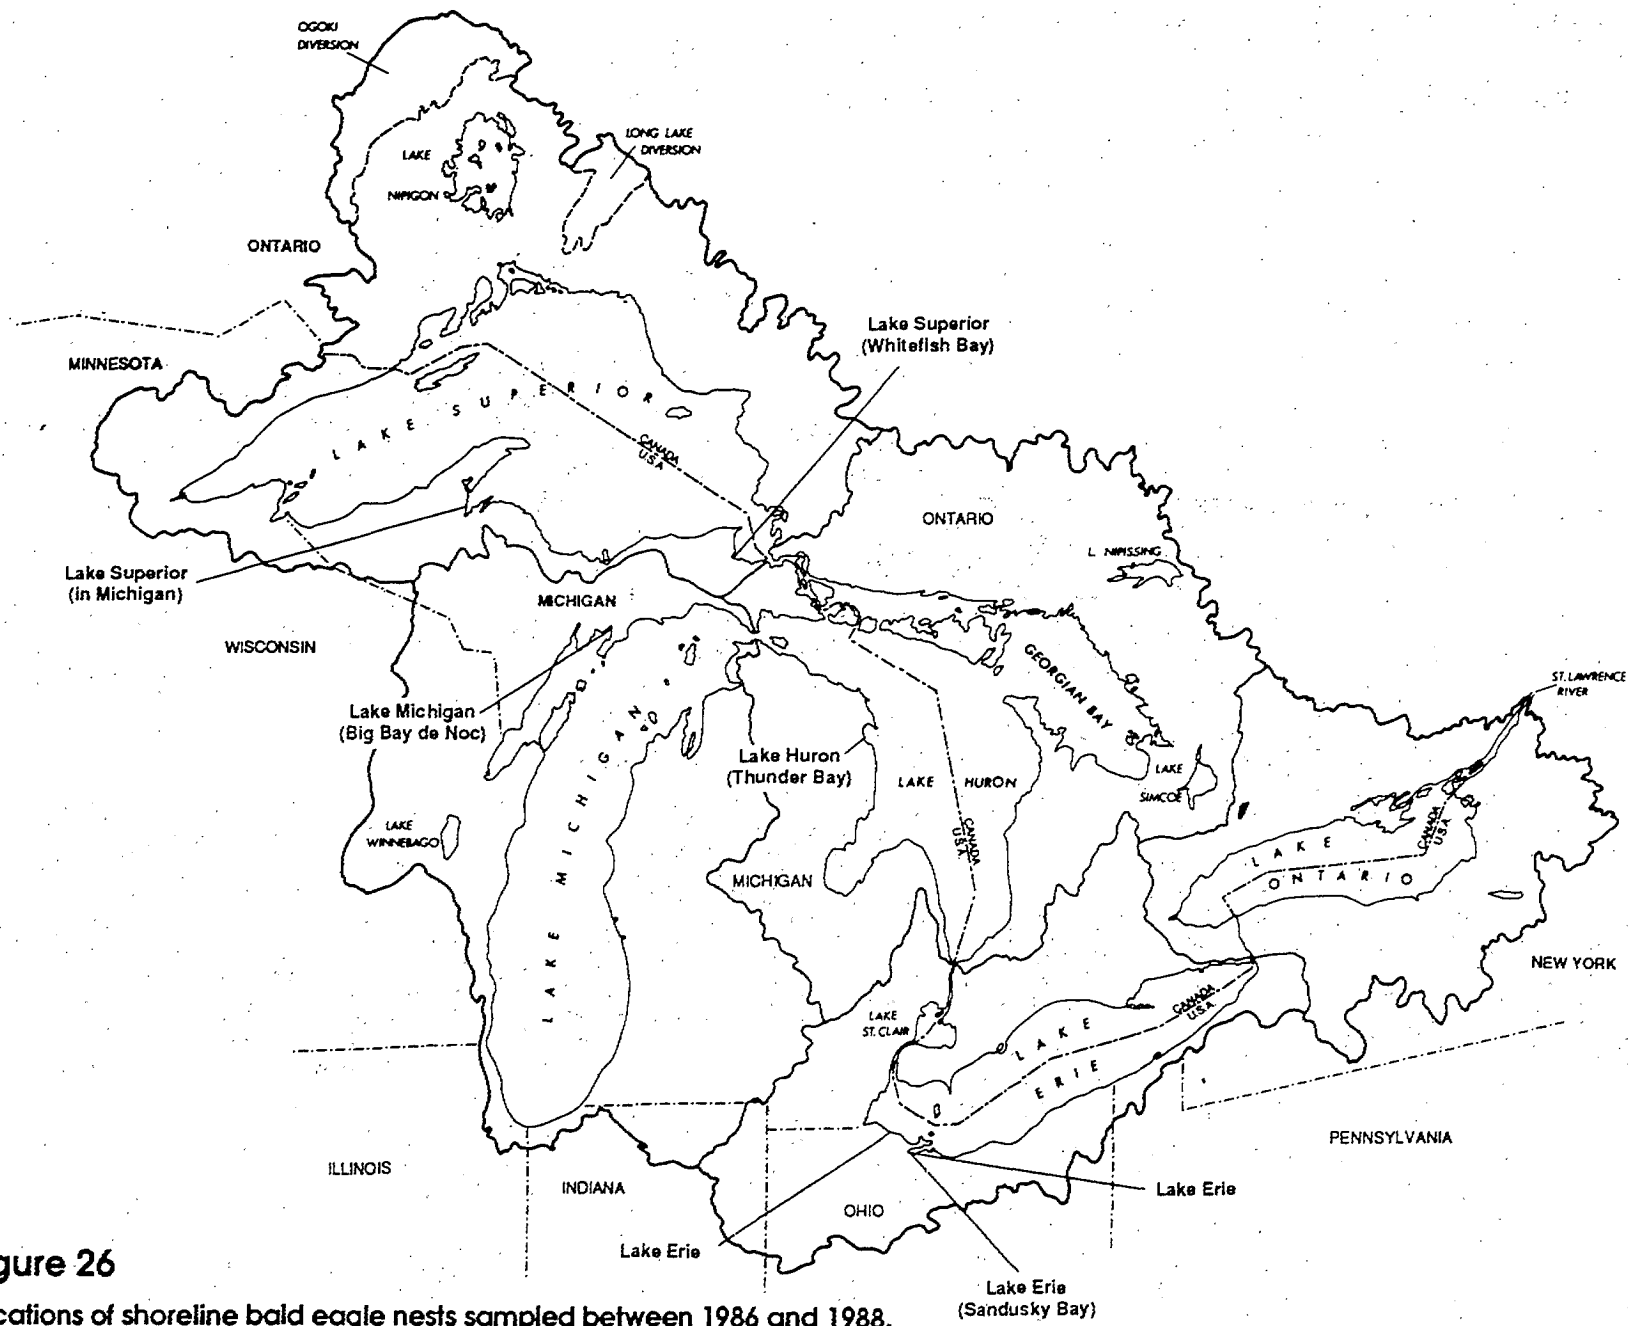 OGOKI
DIVERSION
LONG LAKE
DIVERSION
LAKE
NIPIGON
ONTARIO
Lake Superior
(Whitefish Bay)
MINNESOTA
LAKE SUPERIOR
CANADA
U.S.A
ONTARIO
L. NIPISSING
Lake Superior
(in Michigan)
MICHIGAN
WISCONSIN
GEORGIAN BAY
ST. LAWRENCE
RIVER
Lake Michigan
(Big Bay de Noc)
Lake Huron
(Thunder Bay)
LAKE HURON
LAKE
SIMCOE
LAKE
WINNEBAGO
LAKE MICHIGAN
CANADA
U.S.A
CANADA
U.S.A
LAKE
ONTARIO
MICHIGAN
NEW YORK
LAKE
ST. CLAIR
CANADA
U.S.A.
LAKE
ERIE
PENNSYLVANIA
ILLINOIS
INDIANA
OHIO
Lake Erie
Lake Erie
Lake Erie
(Sandusky Bay)
gure 26
cations of shoreline bald eagle nests sampled between 1986 and 1988.